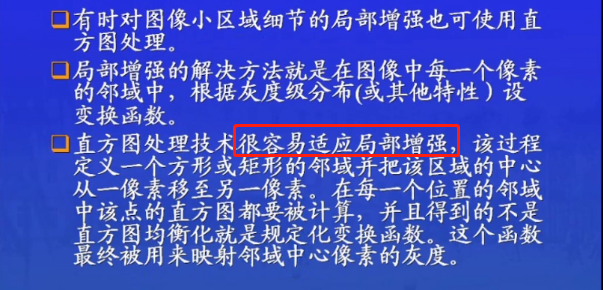 有时对图像小区域细节的局部增强也可使用直
方图处理。
局部增强的解决方法就是在图像中每一个像素
的邻域中，根据灰度级分布(或其他特性）设
变换函数。
直方图处理技术很容易适应局部增强，该过程
定义一个方形或矩形的邻域并把该区域的中心
从一像素移至另一像素。在每一个位置的邻域
中该点的直方图都要被计算，并且得到的不是
直方图均衡化就是规定化变换函数。这个函数
最终被用来映射邻域中心像素的灰度。